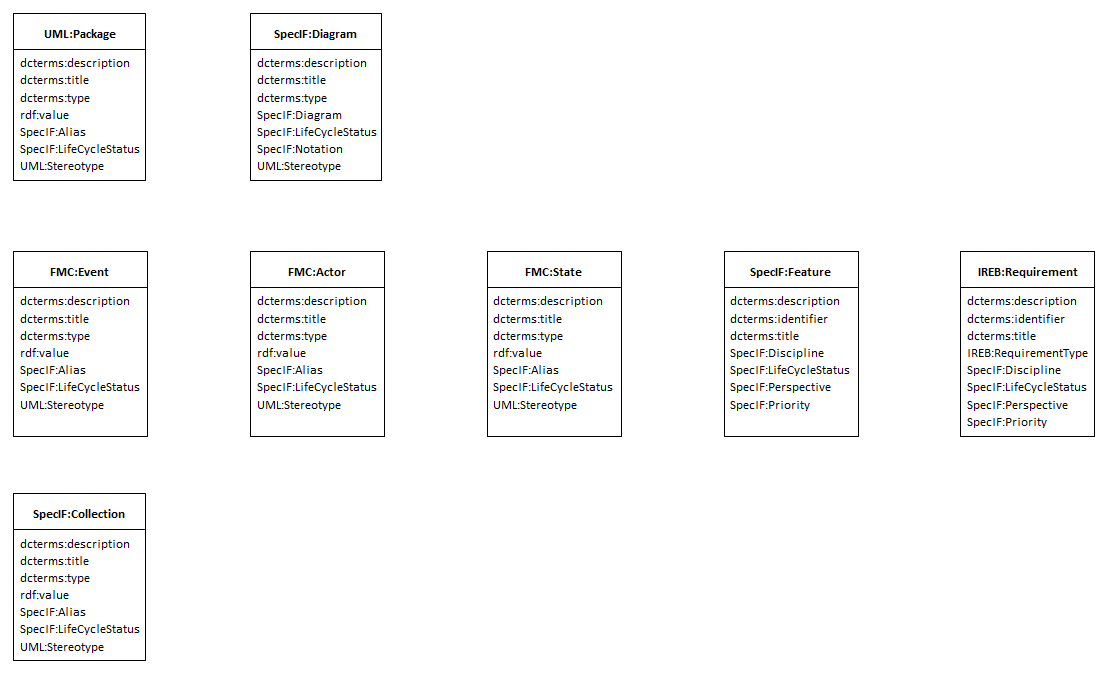 UML:Package
dcterms:description
dcterms:title
dcterms:type
rdf:value
SpecIF:Alias
SpecIF:LifeCycleStatus
UML:Stereotype
SpecIF:Diagram
dcterms:description
dcterms:title
dcterms:type
SpecIF:Diagram
SpecIF:LifeCycleStatus
SpecIF:Notation
UML:Stereotype
FMC:Event
dcterms:description
dcterms:title
dcterms:type
rdf:value
SpecIF:Alias
SpecIF:LifeCycleStatus
UML:Stereotype
FMC:Actor
dcterms:description
dcterms:title
dcterms:type
rdf:value
SpecIF:Alias
SpecIF:LifeCycleStatus
UML:Stereotype
FMC:State
dcterms:description
dcterms:title
dcterms:type
rdf:value
SpecIF:Alias
SpecIF:LifeCycleStatus
UML:Stereotype
SpecIF:Feature
dcterms:description
dcterms:identifier
dcterms:title
SpecIF:Discipline
SpecIF:LifeCycleStatus
SpecIF:Perspective
SpecIF:Priority
IREB:Requirement
dcterms:description
dcterms:identifier
dcterms:title
IREB:RequirementType
SpecIF:Discipline
SpecIF:LifeCycleStatus
SpecIF:Perspective
SpecIF:Priority
SpecIF:Collection
dcterms:description
dcterms:title
dcterms:type
rdf:value
SpecIF:Alias
SpecIF:LifeCycleStatus
UML:Stereotype